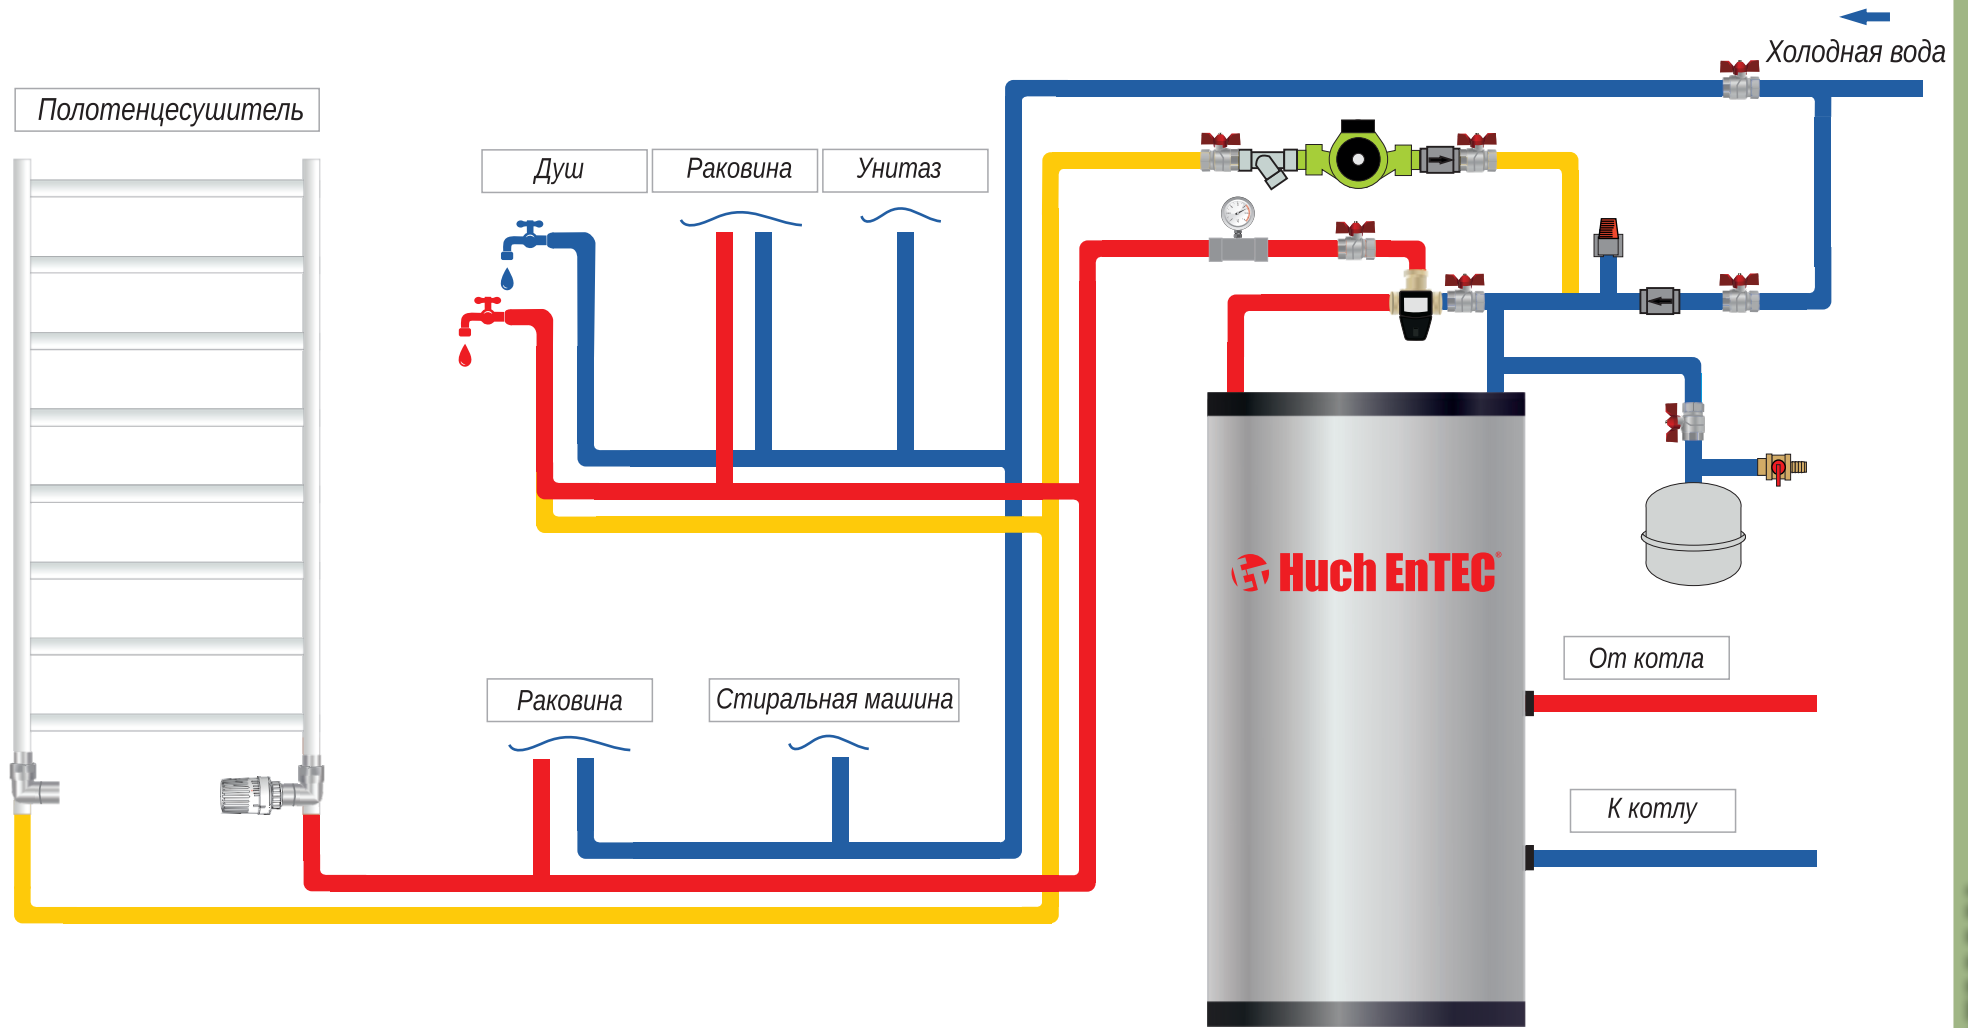 Холодная вода
Полотенцесушитель
Душ
Раковина
Унитаз
Huch EnTEC®
От котла
Раковина
Стиральная машина
К котлу